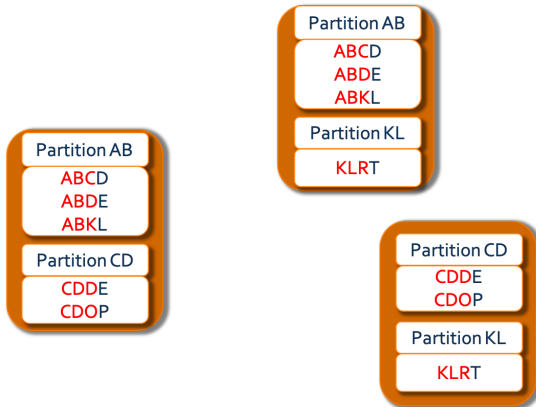 Partition AB
ABCD
ABDE
ABKL
Partition KL
KLRT
Partition AB
ABCD
ABDE
ABKL
Partition CD
CDDE
CDOP
Partition CD
CDDE
CDOP
Partition KL
KLRT